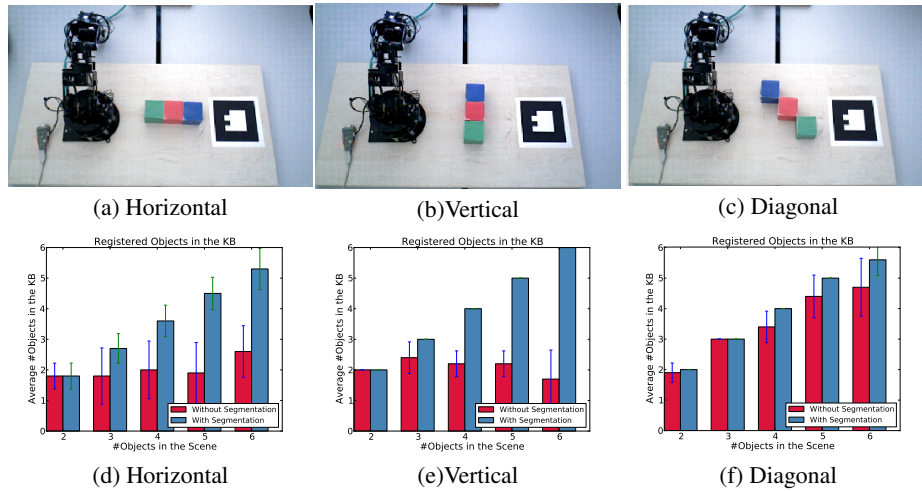 (a) Horizontal
(b)Vertical
(c) Diagonal
Registered Objects in the KB
Average #Objects in the KB
6
5
4
3
2
1
0
2 3 4 5 6
Without Segmentation
With Segmentation
#Objects in the Scene
(d) Horizontal
Registered Objects in the KB
Average #Objects in the KB
6
5
4
3
2
1
0
2 3 4 5 6
Without Segmentation
With Segmentation
#Objects in the Scene
(e)Vertical
Registered Objects in the KB
Average #Objects in the KB
6
5
4
3
2
1
0
2 3 4 5 6
Without Segmentation
With Segmentation
#Objects in the Scene
(f) Diagonal